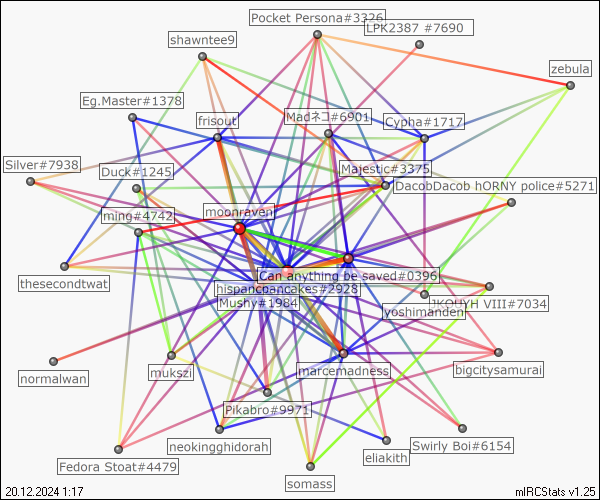 Pocket Persona#3326
LPK2387 #7690
shawntee9
zebula
Eg.Master#1378
frisout
Madネコ#6901
Cypha#1717
Silver#7938
Duck#1245
Majestic#3375
DacobDacob hORNY police#5271
ming#4742
moonraven
Can anything be saved#0396
thesecondtwat
hispancpancakes#2928
Mushy#1984
JKGUYH VIII#7034
yoshimanden
normalwan
mukszi
marcemadness
bigcitysamurai
Pikabro#9971
neokingghidorah
Swirly Boi#6154
Fedora Stoat#4479
eliakith
somass
20.12.2024 1:17
mIRCStats v1.25